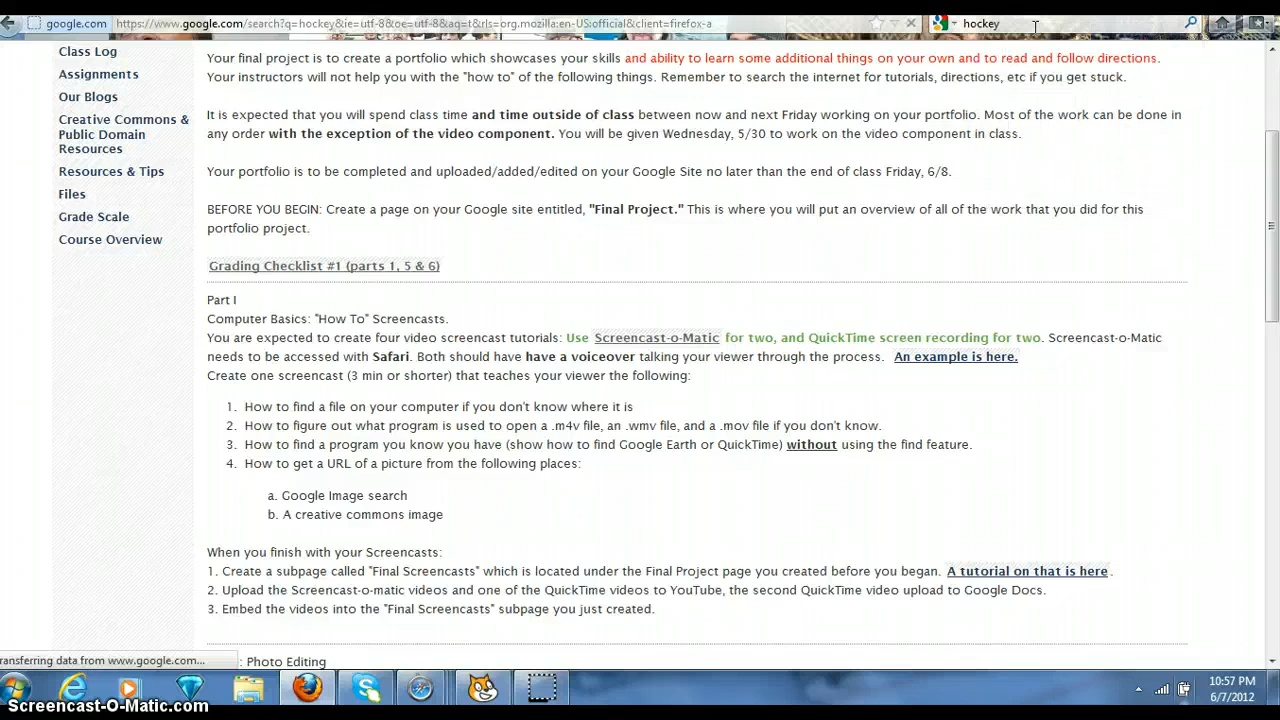 google.com
https://www.google.com/search?q=hockey&ie=utf-8&oe=utf-8&aq=t&rls=org.mozilla:en-US:official&client=firefox-a
hockey
Class Log
Assignments
Our Blogs
Creative Commons &
Public Domain
Resources
Resources & Tips
Files
Grade Scale
Course Overview
Your final project is to create a portfolio which showcases your skills and ability to learn some additional things on your own and to read and follow directions.
Your instructors will not help you with the "how to" of the following things. Remember to search the internet for tutorials, directions, etc if you get stuck.
It is expected that you will spend class time and time outside of class between now and next Friday working on your portfolio. Most of the work can be done in
any order with the exception of the video component. You will be given Wednesday, 5/30 to work on the video component in class.
Your portfolio is to be completed and uploaded/added/edited on your Google Site no later than the end of class Friday, 6/8.
BEFORE YOU BEGIN: Create a page on your Google site entitled, "Final Project." This is where you will put an overview of all of the work that you did for this
portfolio project.
Grading Checklist #1 (parts 1, 5 & 6)
Part I
Computer Basics: "How To" Screencasts.
You are expected to create four video screencast tutorials: Use Screencast-o-Matic for two, and QuickTime screen recording for two. Screencast-o-Matic
needs to be accessed with Safari. Both should have have a voiceover talking your viewer through the process. An example is here.
Create one screencast (3 min or shorter) that teaches your viewer the following:
1. How to find a file on your computer if you don't know where it is
2. How to figure out what program is used to open a .m4v file, an .wmv file, and a .mov file if you don't know.
3. How to find a program you know you have (show how to find Google Earth or QuickTime) without using the find feature.
4. How to get a URL of a picture from the following places:
a. Google Image search
b. A creative commons image
When you finish with your Screencasts:
1. Create a subpage called "Final Screencasts" which is located under the Final Project page you created before you began. A tutorial on that is here.
2. Upload the Screencast-o-matic videos and one of the QuickTime videos to YouTube, the second QuickTime video upload to Google Docs.
3. Embed the videos into the "Final Screencasts" subpage you just created.
ransferring data from www.google.com...
: Photo Editing
10:57 PM
6/7/2012
Screencast-O-Matic.com